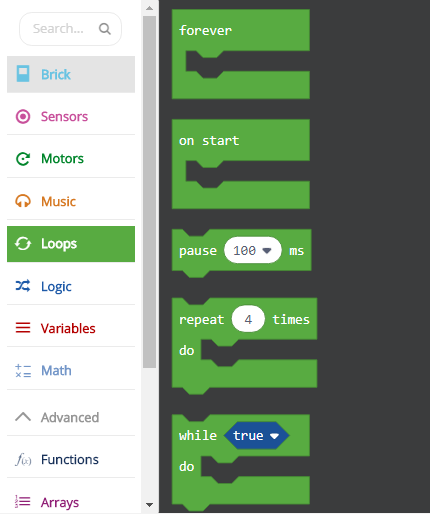 Search...
Brick
Sensors
Motors
Music
Loops
Logic
Variables
Math
Advanced
f(x) Functions
Arrays
forever
on start
pause 100 ms
repeat 4 times
do
while true
do